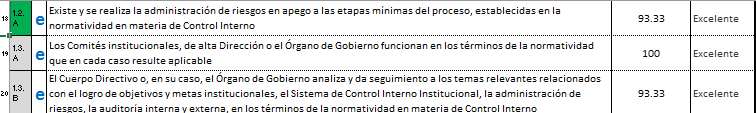 18 1.2. A e Existe y se realiza la administración de riesgos en apego a las etapas mínimas del proceso, establecidas en la normatividad en materia de Control Interno 93.33 Excelente
19 1.3. A e Los Comités institucionales, de alta Dirección o el Órgano de Gobierno funcionan en los términos de la normatividad que en cada caso resulte aplicable 100 Excelente
20 1.3. B e El Cuerpo Directivo o, en su caso, el Órgano de Gobierno analiza y da seguimiento a los temas relevantes relacionados con el logro de objetivos y metas institucionales, el Sistema de Control Interno Institucional, la administración de riesgos, la auditoría interna y externa, en los términos de la normatividad en materia de Control Interno 93.33 Excelente